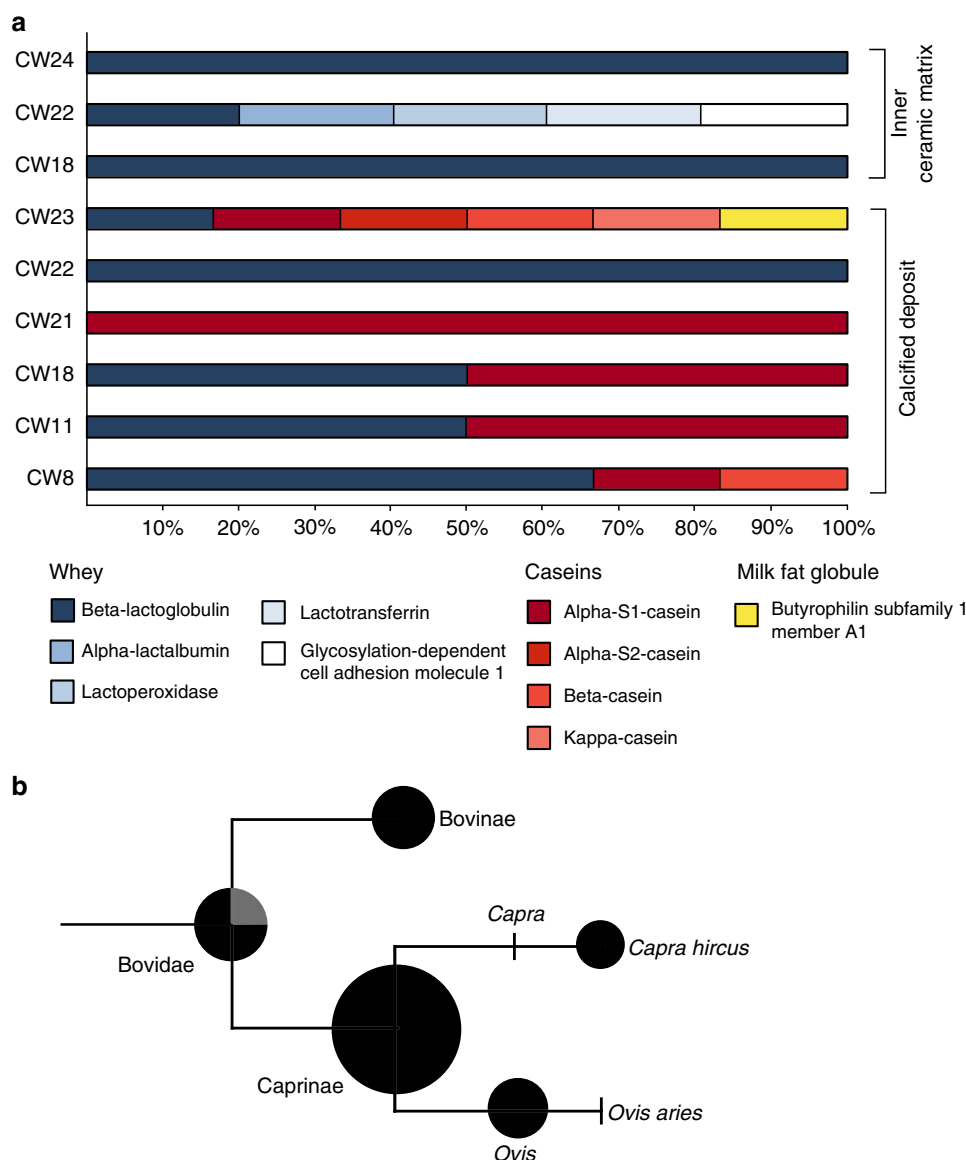 a
CW24
CW22
CW18
CW23
CW22
CW21
CW18
CW11
CW8
Inner
ceramic matrix
Calcified deposit
10% 20% 30% 40% 50% 60% 70% 80% 90% 100%
Whey
Beta-lactoglobulin
Alpha-lactalbumin
Lactoperoxidase
Lactotransferrin
Glycosylation-dependent
cell adhesion molecule 1
Caseins
Alpha-S1-casein
Alpha-S2-casein
Beta-casein
Kappa-casein
Milk fat globule
Butyrophilin subfamily 1
member A1
b
Bovinae
Capra
Capra hircus
Bovidae
Caprinae
Ovis aries
Ovis